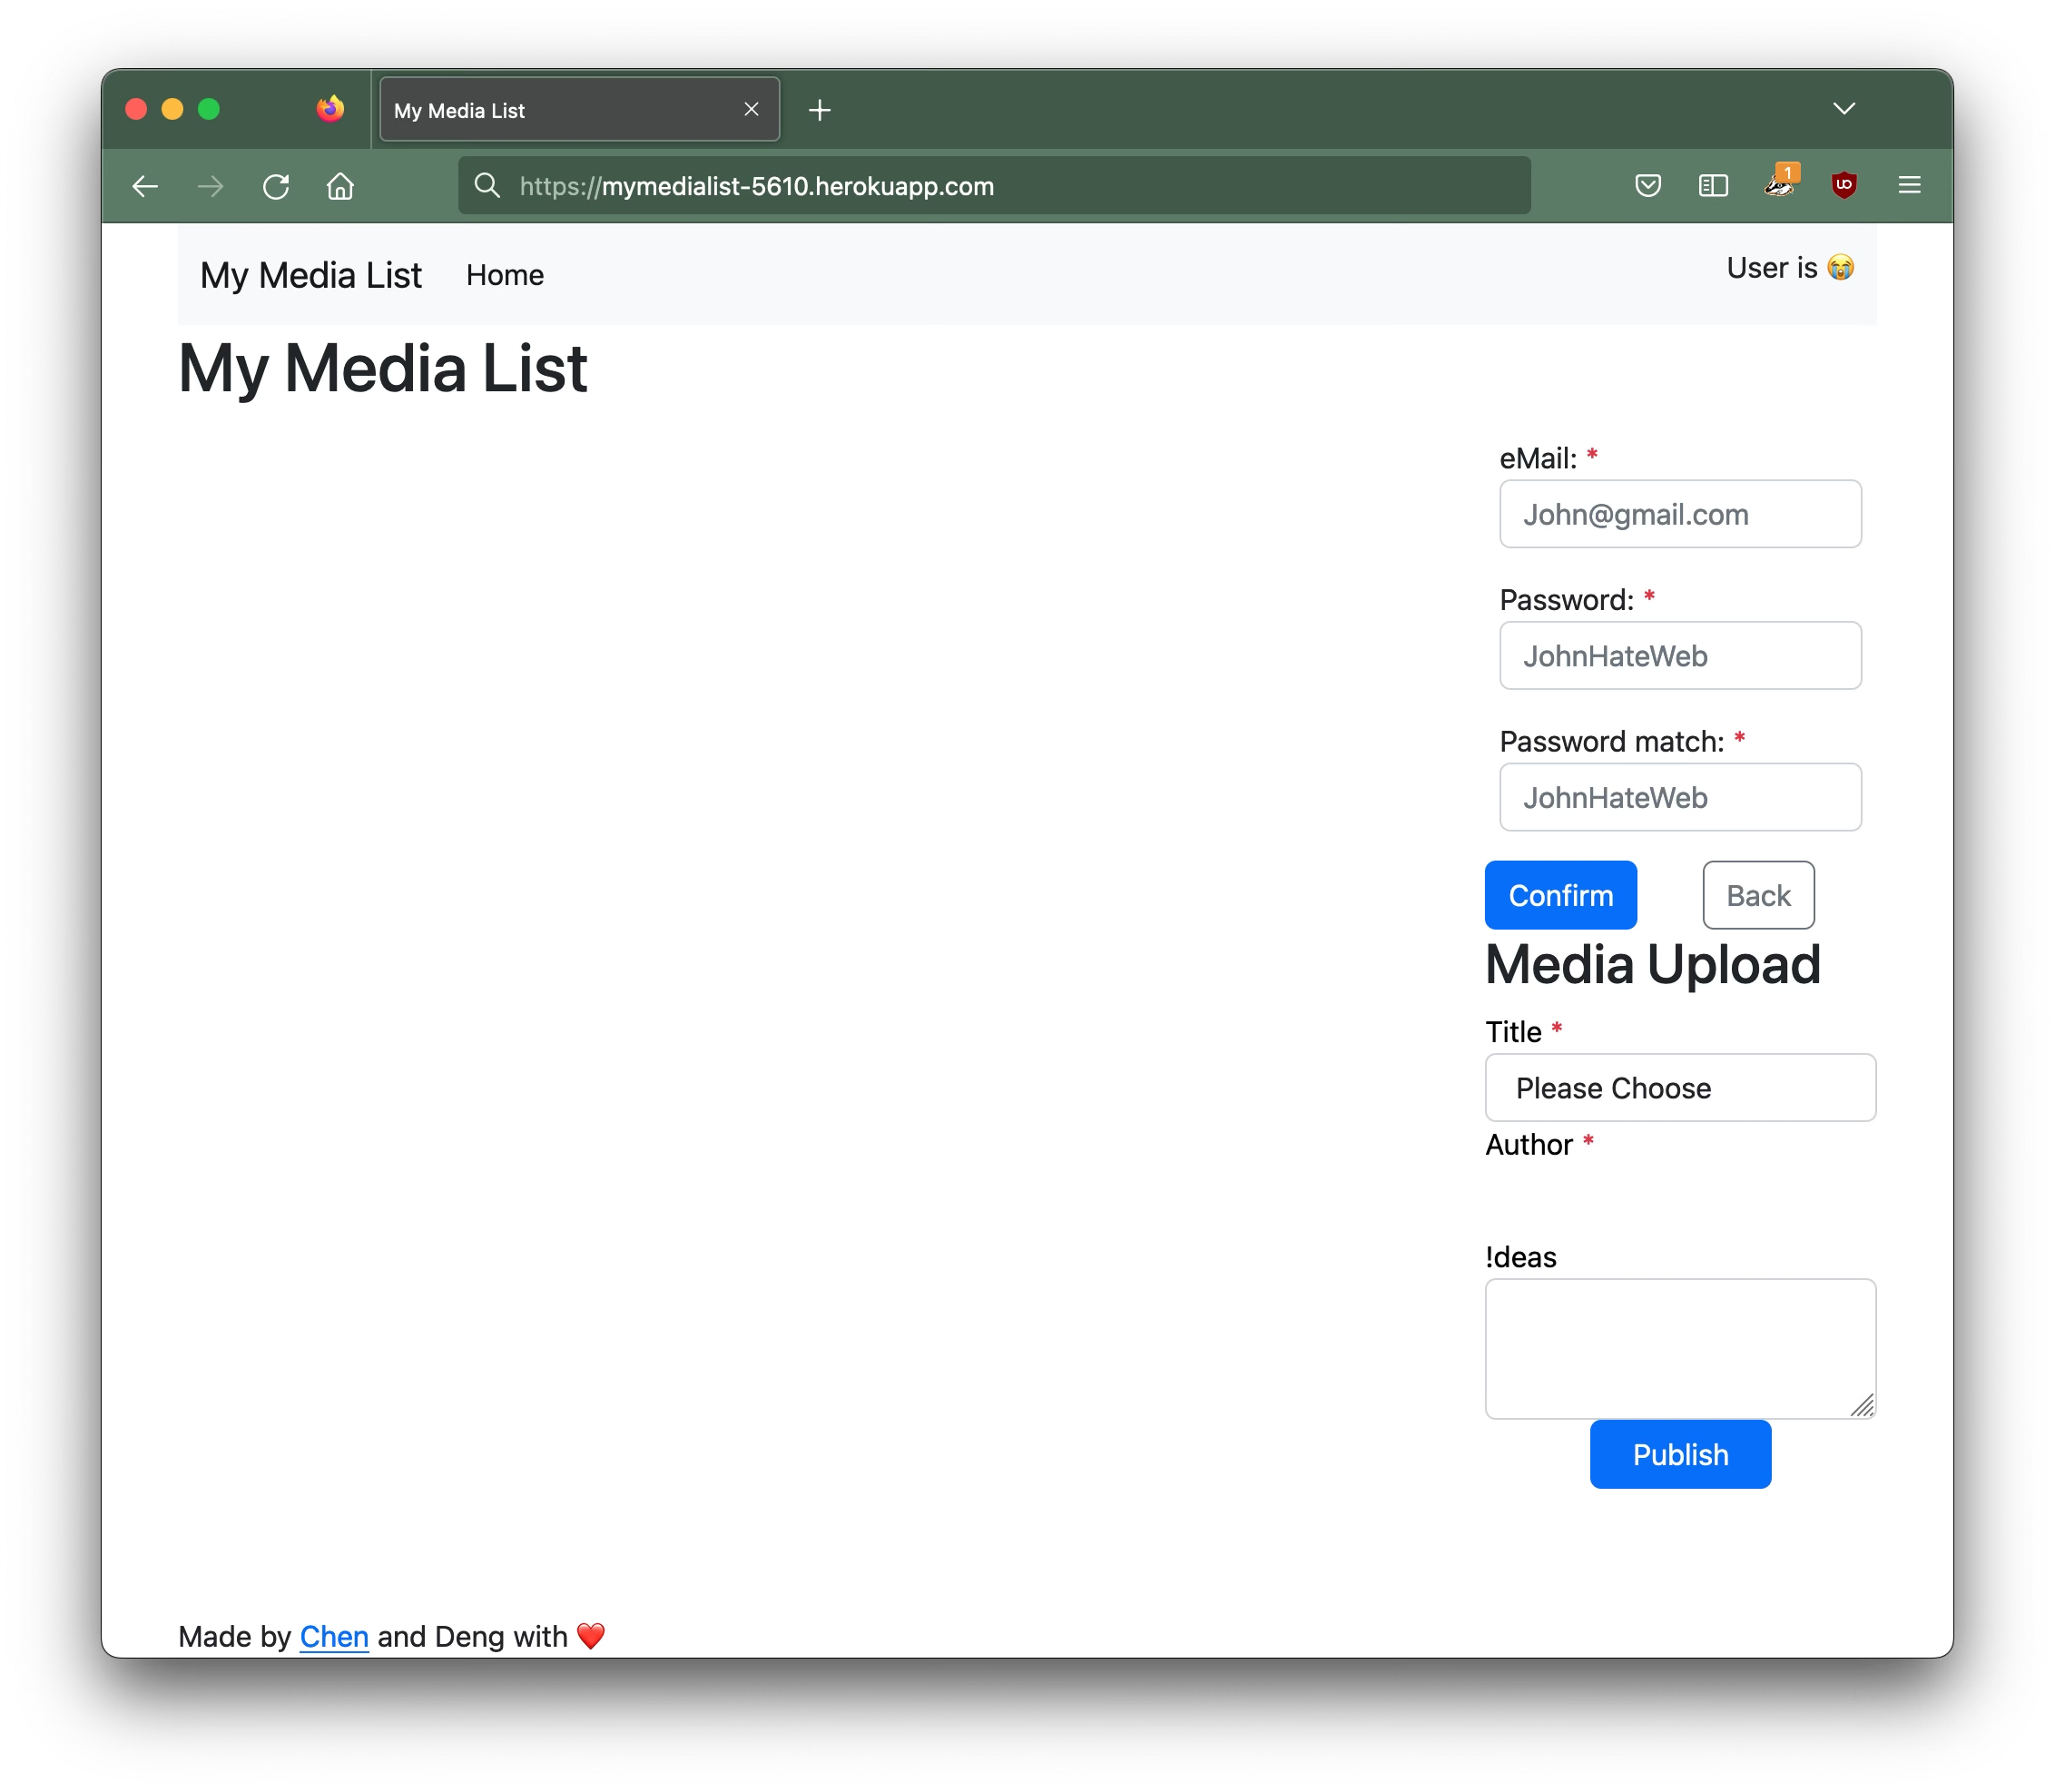 My Media List
https://mymedialist-5610.herokuapp.com
1
My Media List Home User is 😭
My Media List
eMail: *
John@gmail.com
Password: *
JohnHateWeb
Password match: *
JohnHateWeb
Confirm Back
Media Upload
Title *
Please Choose
Author *
!deas
Publish
Made by Chen and Deng with ❤️